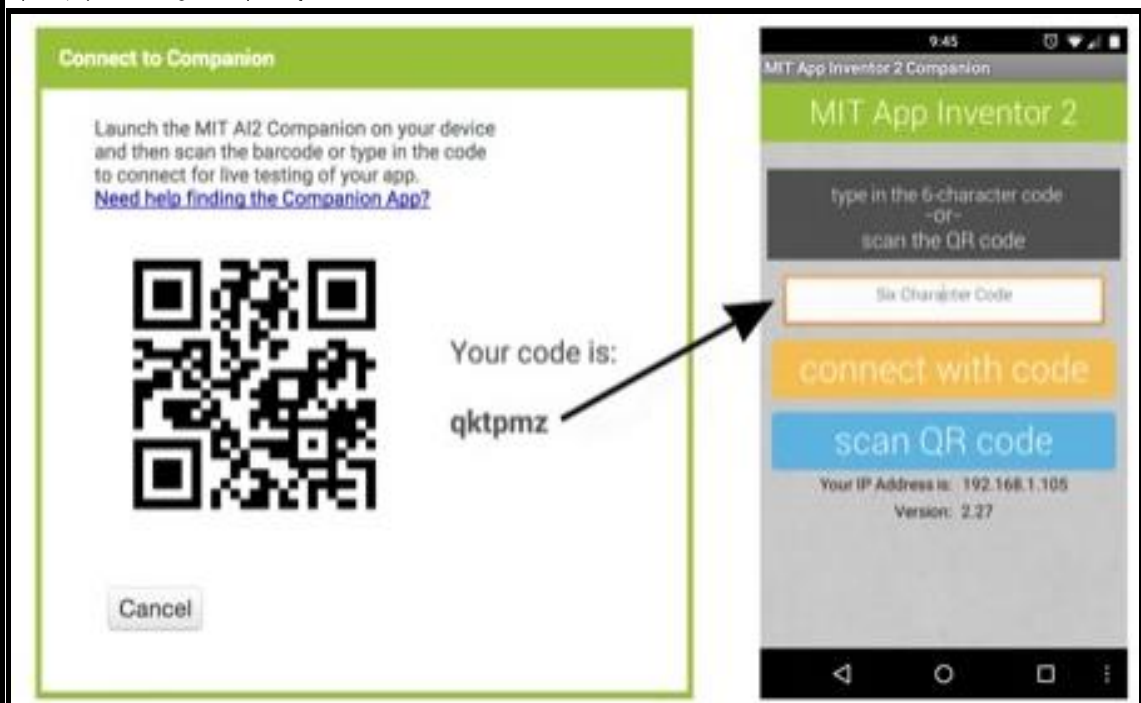 Connect to Companion
Launch the MIT AI2 Companion on your device
and then scan the barcode or type in the code
to connect for live testing of your app.
Need help finding the Companion App?
Your code is:
qktpmz
Cancel
9:45
MIT App Inventor 2 Companion
MIT App Inventor 2
type in the 6-character code
-or-
scan the QR code
Six Character Code
connect with code
scan QR code
Your IP Address is: 192.168.1.105
Version: 2.27